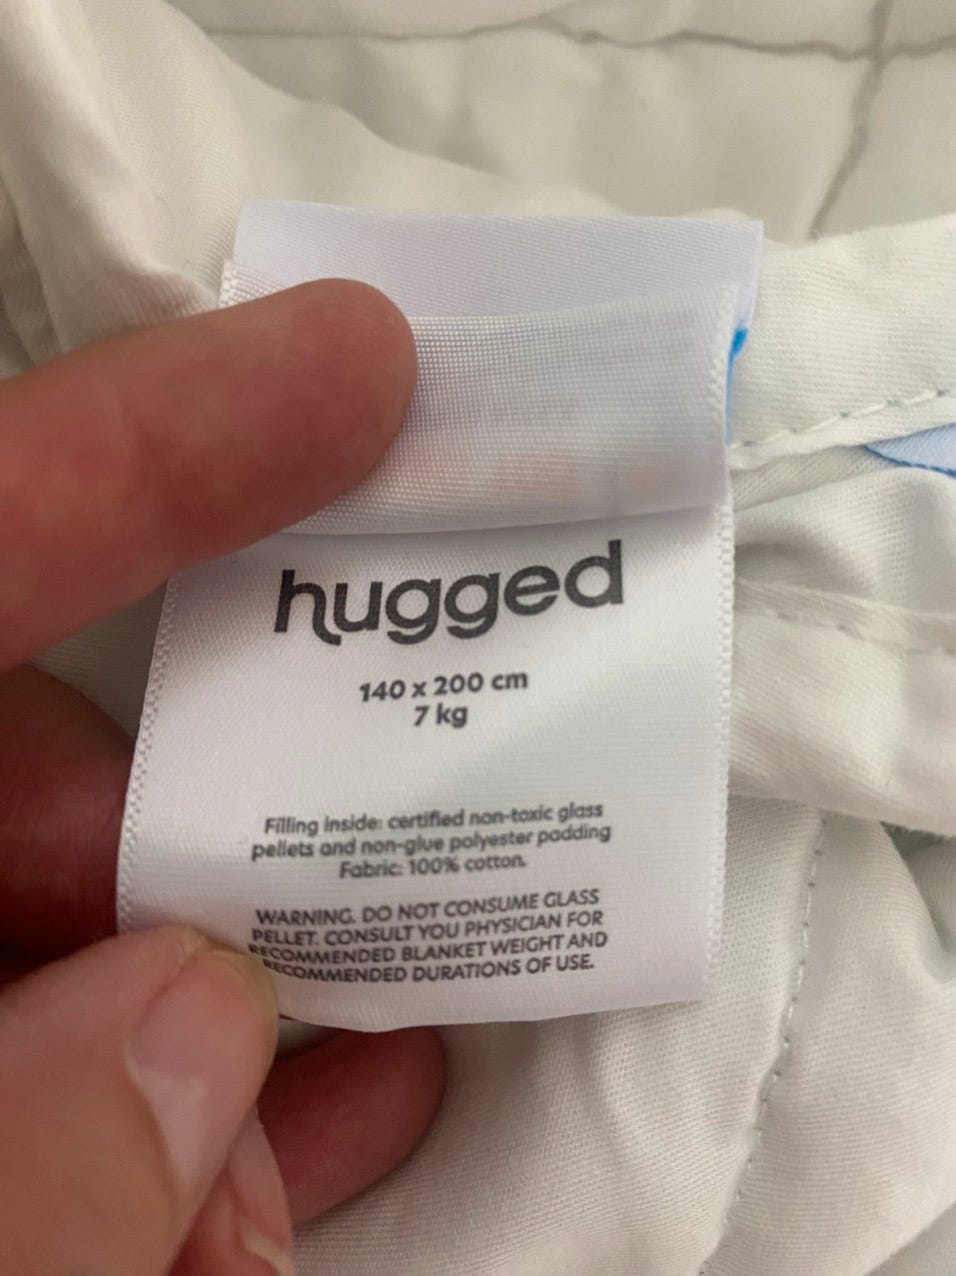 hugged
140 x 200 cm
7 kg
Filling inside: certified non-toxic glass
pellets and non-glue polyester padding
Fabric: 100% cotton.
WARNING. DO NOT CONSUME GLASS
PELLET. CONSULT YOU PHYSICIAN FOR
RECOMMENDED BLANKET WEIGHT AND
RECOMMENDED DURATIONS OF USE.